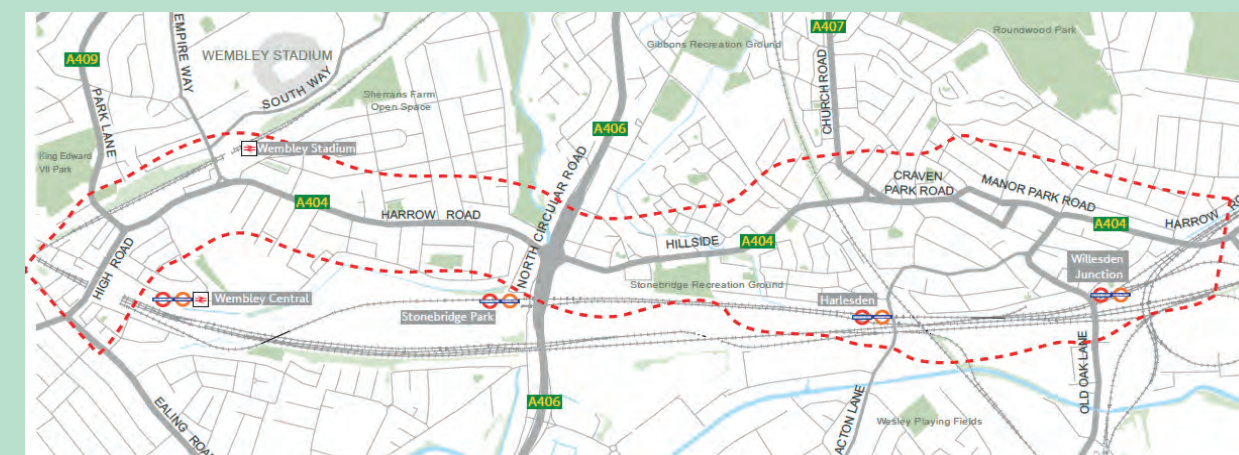 A409
EMPIRE WAY
WEMBLEY STADIUM
SOUTH WAY
PARK LANE
Sherrans Farm
Open Space
King Edward
VII Park
Wembley Stadium
A404
HARROW ROAD
HIGH ROAD
Wembley Central
EALING ROAD
Stonebridge Park
NORTH CIRCULAR ROAD
A406
A406
Gibbons Recreation Ground
A407
CHURCH ROAD
Roundwood Park
CRAVEN
PARK ROAD
MANOR PARK ROAD
A404
HARROW RO
HILLSIDE
A404
Stonebridge Recreation Ground
Harlesden
Willesden
Junction
OLD OAK LANE
ACTON LANE
Wesley Playing Fields